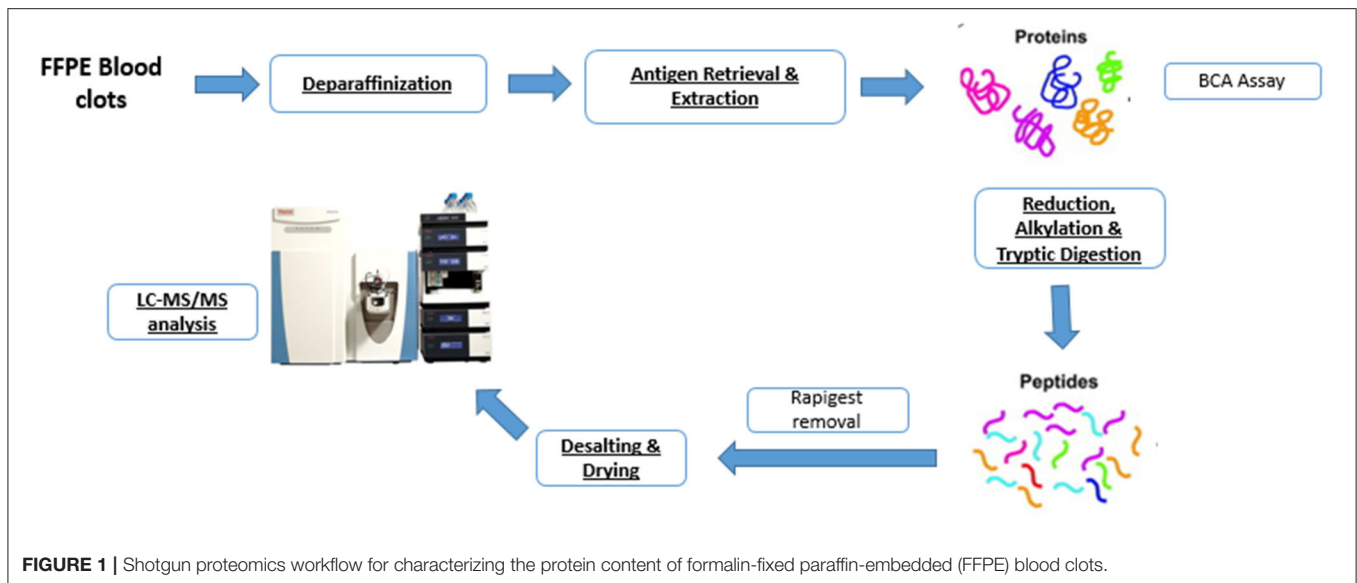 FFPE Blood
clots
Deparaffinization
Antigen Retrieval &
Extraction
Proteins
BCA Assay
Reduction,
Alkylation &
Tryptic Digestion
Peptides
Rapigest
removal
Desalting &
Drying
LC-MS/MS
analysis
FIGURE 1 | Shotgun proteomics workflow for characterizing the protein content of formalin-fixed paraffin-embedded (FFPE) blood clots.